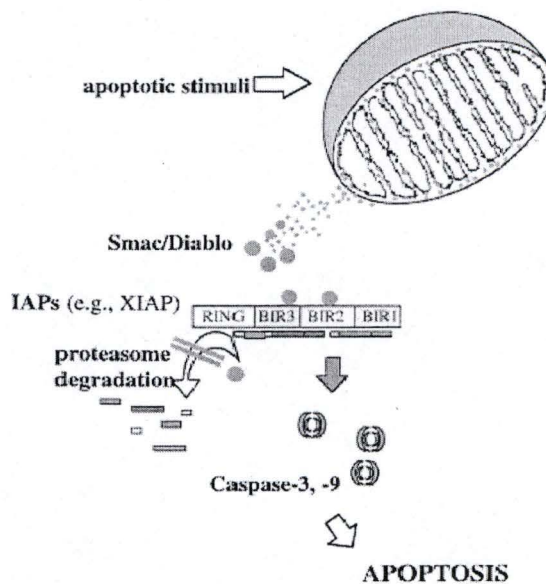 apoptotic stimuli
Smac/Diablo
IAPs (e.g., XIAP)
RING BIR3 BIR2 BIR1
proteasome
degradation
Caspase-3, -9
APOPTOSIS